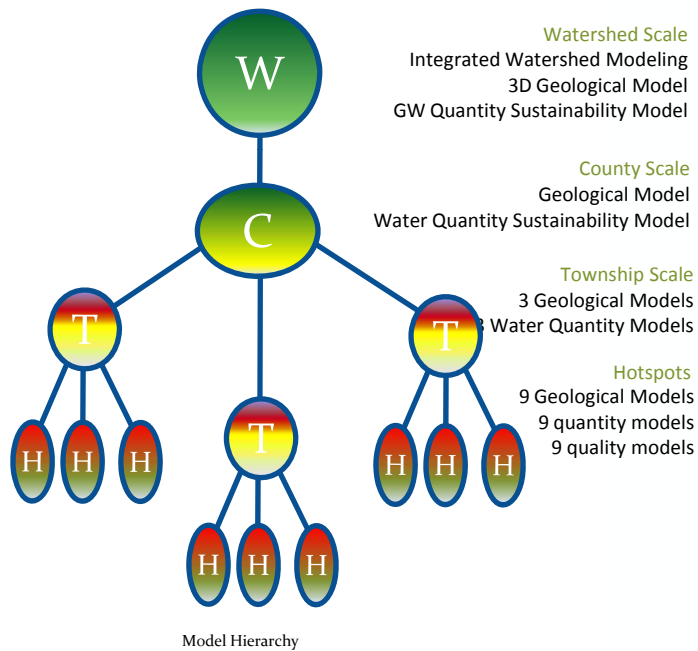 W
Watershed Scale
Integrated Watershed Modeling
3D Geological Model
GW Quantity Sustainability Model
C
County Scale
Geological Model
Water Quantity Sustainability Model
T
T
Township Scale
3 Geological Models
3 Water Quantity Models
T
Hotspots
9 Geological Models
9 quantity models
9 quality models
H H H
H H H
H H H
Model Hierarchy